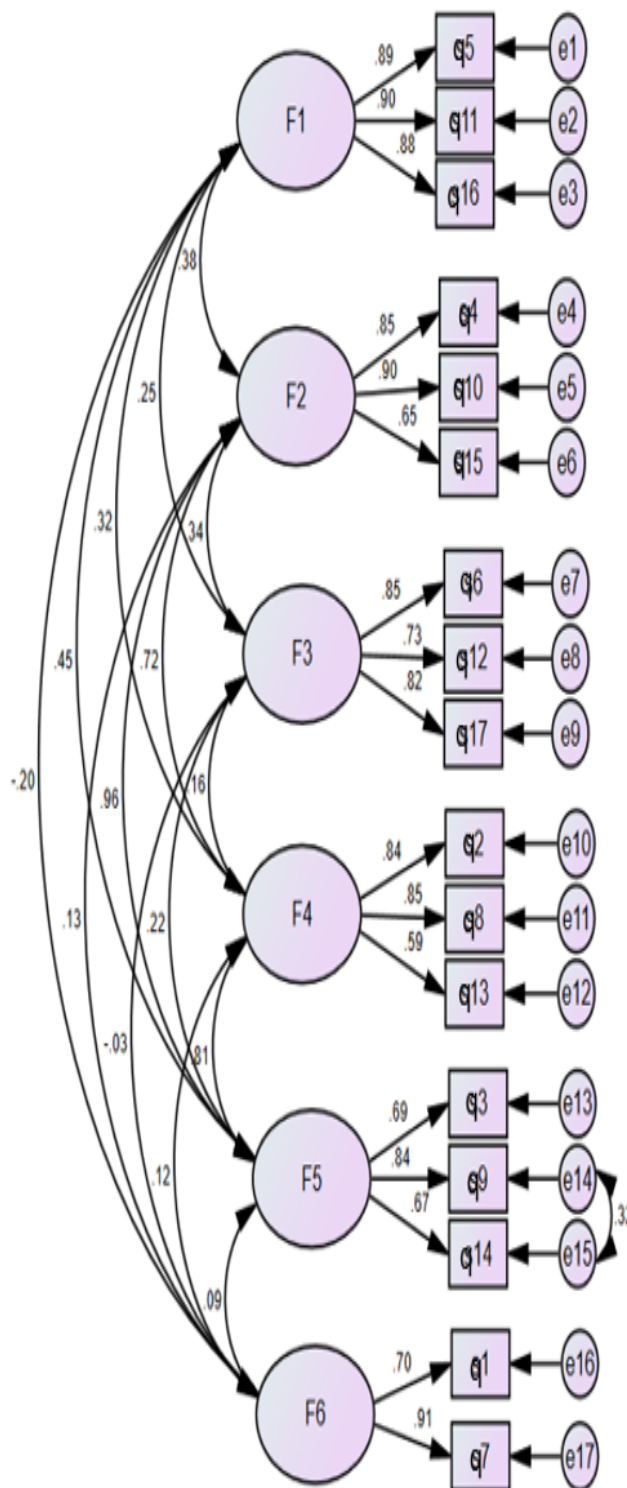 .89 q5 e1
F1 .90 q11 e2
.88 q16 e3
.38
.85 q4 e4
.25 F2 .90 q10 e5
.65 q15 e6
.32 .34
.85 q6 e7
.45 .72 F3 .73 q12 e8
.82 q17 e9
-.20 .96 .16
.84 q2 e10
.13 .22 F4 .85 q8 e11
.59 q13 e12
-.03 .81
.69 q3 e13
.12 F5 .84 q9 e14
.67 q14 e15
.09
.70 q1 e16
F6
.91 q7 e17